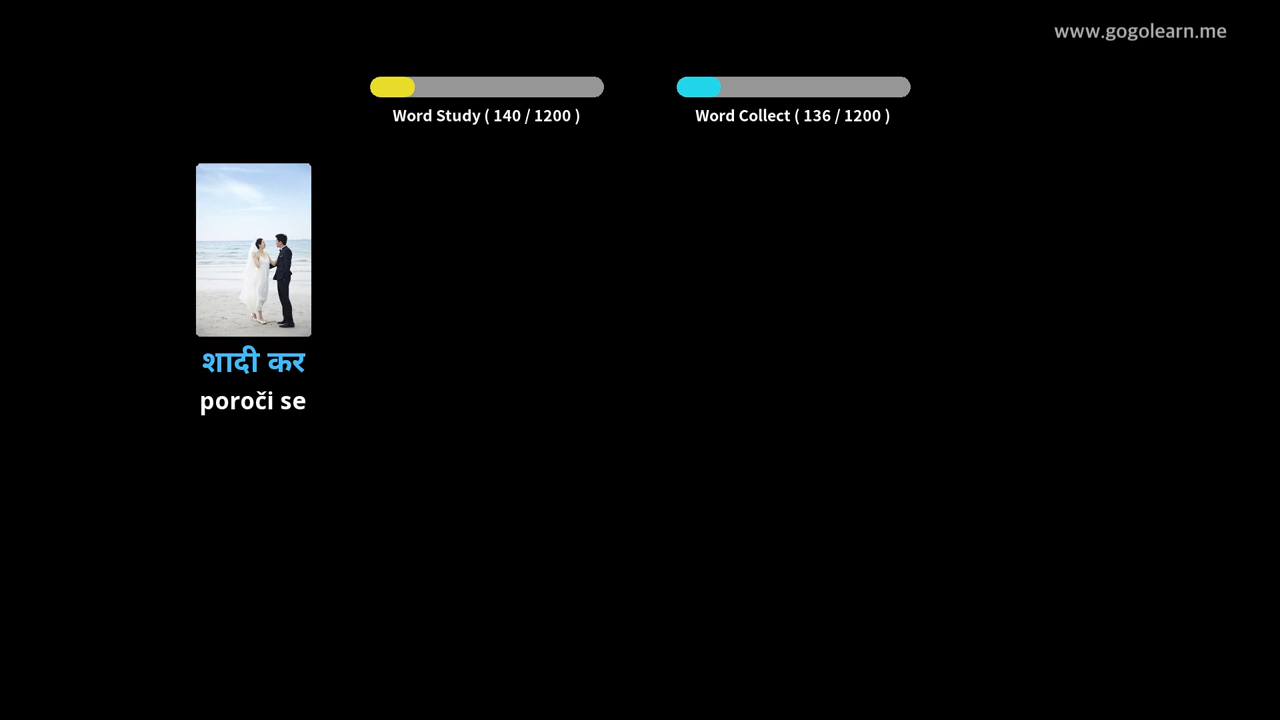 www.gogolearn.me
Word Study ( 140 / 1200 )
Word Collect ( 136 / 1200 )
शादी कर
poroči se